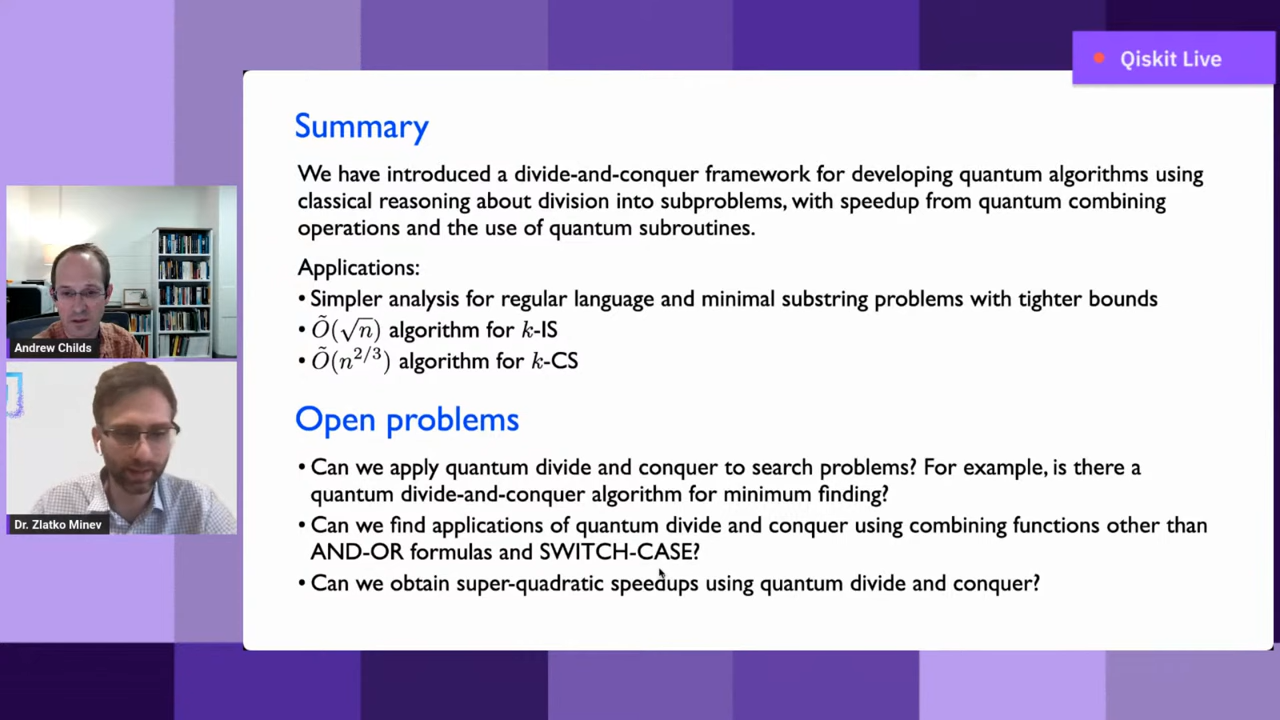 Qiskit Live
Summary
We have introduced a divide-and-conquer framework for developing quantum algorithms using
classical reasoning about division into subproblems, with speedup from quantum combining
operations and the use of quantum subroutines.
Applications:
• Simpler analysis for regular language and minimal substring problems with tighter bounds
• Õ(√n) algorithm for k-IS
• Õ(n^{2/3}) algorithm for k-CS
Open problems
• Can we apply quantum divide and conquer to search problems? For example, is there a
quantum divide-and-conquer algorithm for minimum finding?
• Can we find applications of quantum divide and conquer using combining functions other than
AND-OR formulas and SWITCH-CASE?
• Can we obtain super-quadratic speedups using quantum divide and conquer?
Andrew Childs
Dr. Zlatko Minev